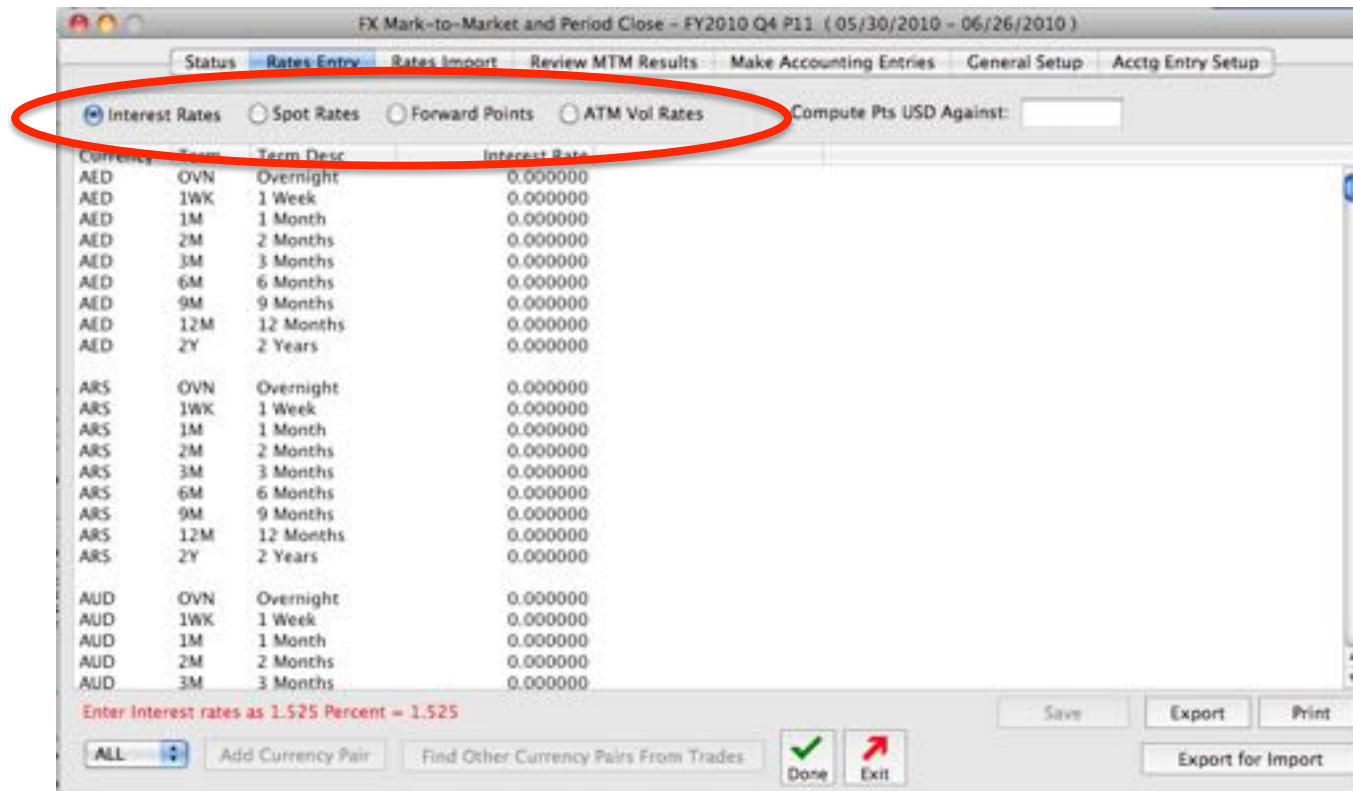 FX Mark-to-Market and Period Close - FY2010 Q4 P11 ( 05/30/2010 - 06/26/2010 )
Status Rates Entry Rates Import Review MTM Results Make Accounting Entries General Setup Acctg Entry Setup
Interest Rates Spot Rates Forward Points ATM Vol Rates Compute Pts USD Against:
Currency Term Term Desc Interest Rate
AED OVN Overnight 0.000000
AED 1WK 1 Week 0.000000
AED 1M 1 Month 0.000000
AED 2M 2 Months 0.000000
AED 3M 3 Months 0.000000
AED 6M 6 Months 0.000000
AED 9M 9 Months 0.000000
AED 12M 12 Months 0.000000
AED 2Y 2 Years 0.000000
ARS OVN Overnight 0.000000
ARS 1WK 1 Week 0.000000
ARS 1M 1 Month 0.000000
ARS 2M 2 Months 0.000000
ARS 3M 3 Months 0.000000
ARS 6M 6 Months 0.000000
ARS 9M 9 Months 0.000000
ARS 12M 12 Months 0.000000
ARS 2Y 2 Years 0.000000
AUD OVN Overnight 0.000000
AUD 1WK 1 Week 0.000000
AUD 1M 1 Month 0.000000
AUD 2M 2 Months 0.000000
AUD 3M 3 Months 0.000000
Enter Interest rates as 1.525 Percent = 1.525
Save Export Print
ALL Add Currency Pair Find Other Currency Pairs From Trades Done Exit Export for Import